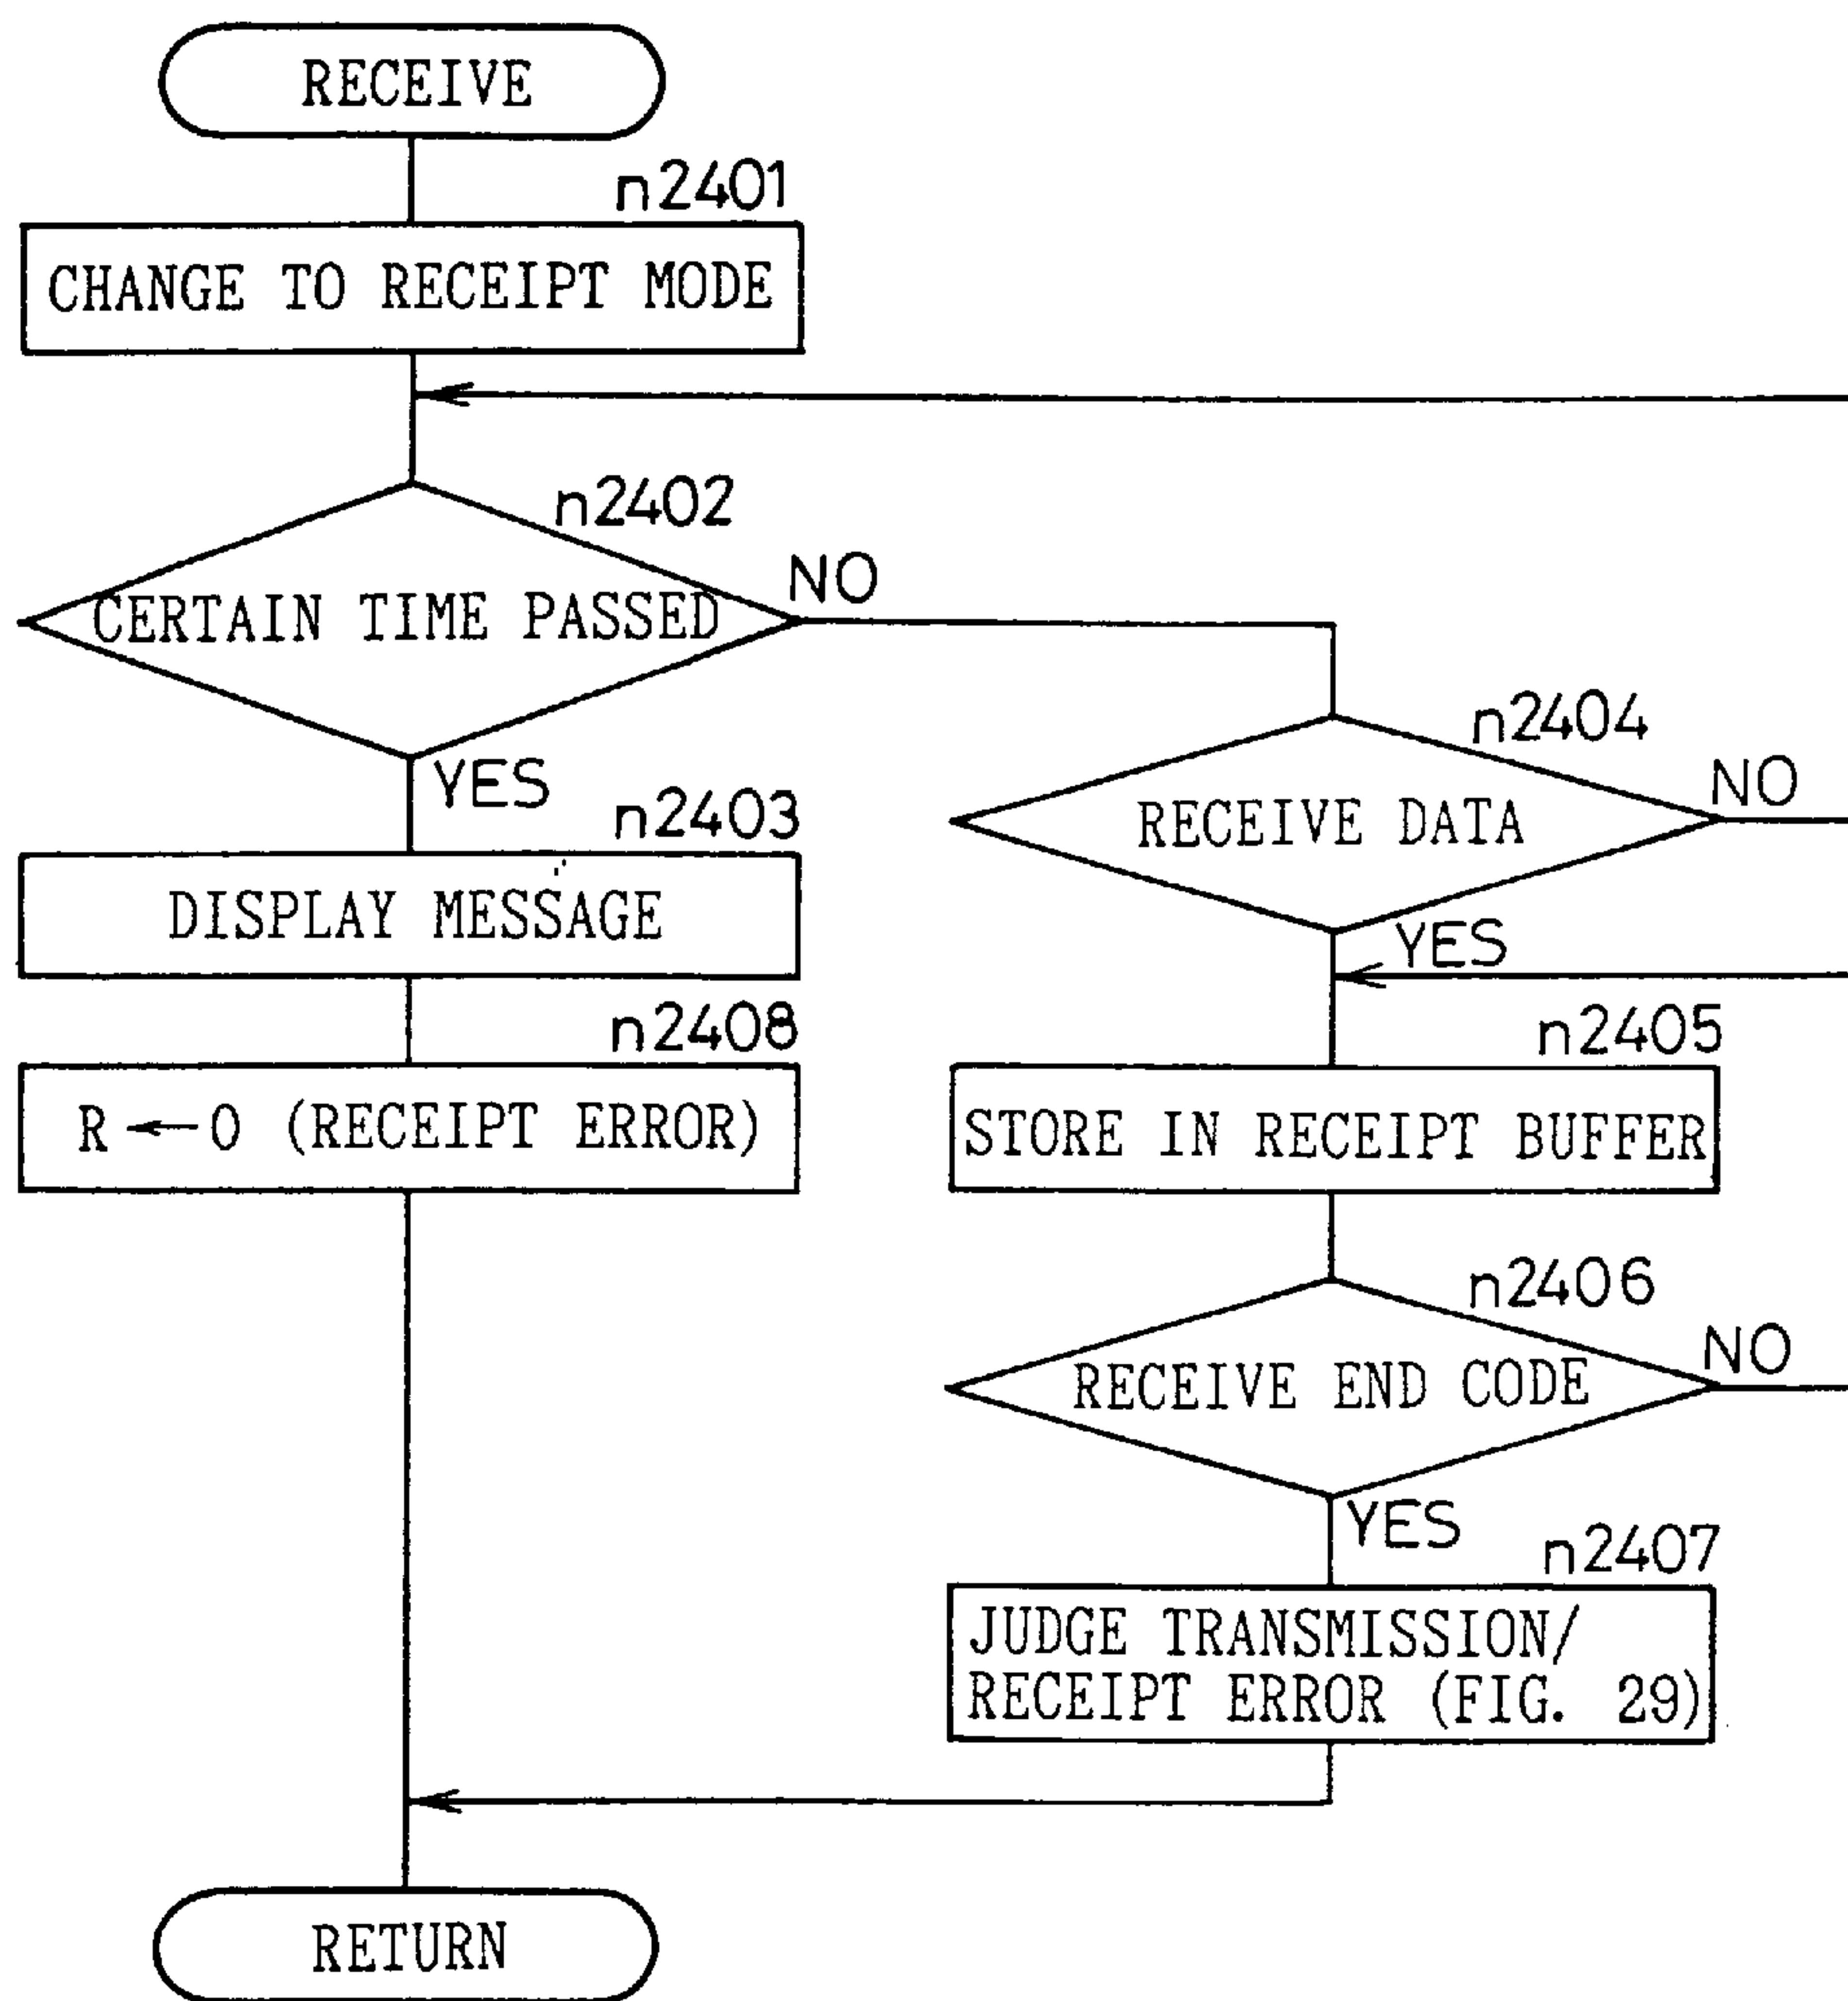 RECEIVE
n2401
CHANGE TO RECEIPT MODE
n2402
CERTAIN TIME PASSED
NO
YES
n2403
DISPLAY MESSAGE
n2408
R ← 0 (RECEIPT ERROR)
n2404
RECEIVE DATA
NO
YES
n2405
STORE IN RECEIPT BUFFER
n2406
RECEIVE END CODE
NO
YES
n2407
JUDGE TRANSMISSION/
RECEIPT ERROR (FIG. 29)
RETURN